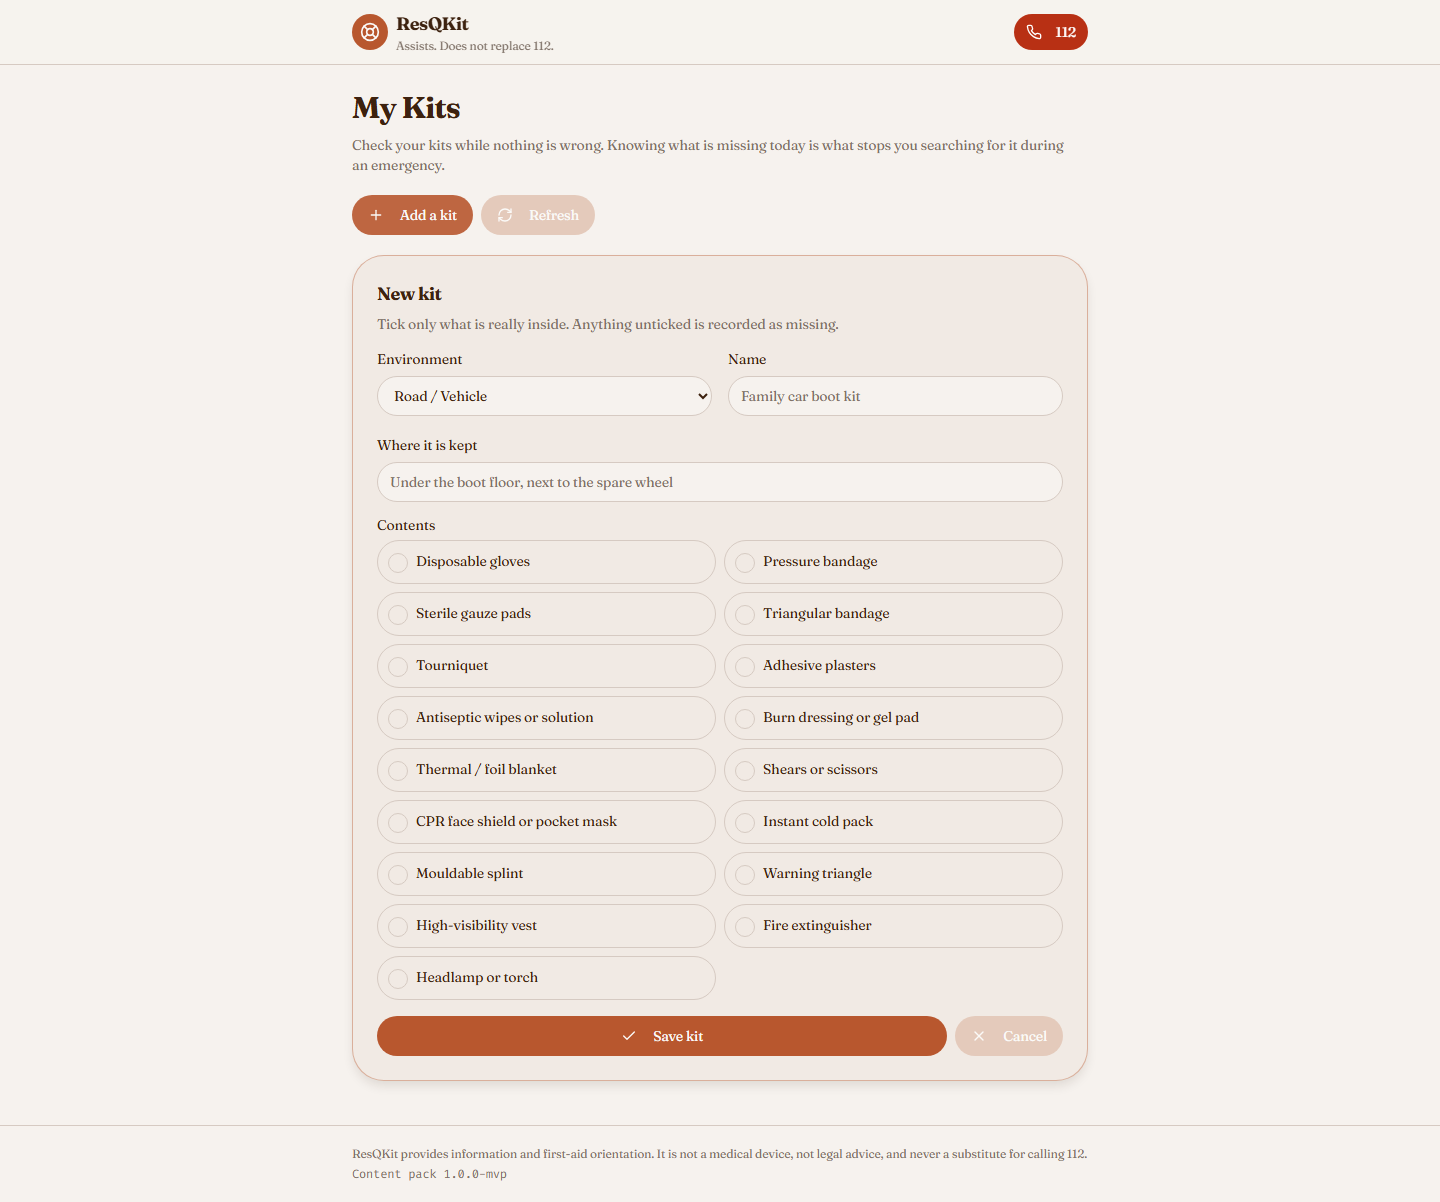 ResQKit
Assists. Does not replace 112.
112
My Kits
Check your kits while nothing is wrong. Knowing what is missing today is what stops you searching for it during
an emergency.
Add a kit
Refresh
New kit
Tick only what is really inside. Anything unticked is recorded as missing.
Environment
Name
Road / Vehicle
Family car boot kit
Where it is kept
Under the boot floor, next to the spare wheel
Contents
Disposable gloves
Pressure bandage
Sterile gauze pads
Triangular bandage
Tourniquet
Adhesive plasters
Antiseptic wipes or solution
Burn dressing or gel pad
Thermal / foil blanket
Shears or scissors
CPR face shield or pocket mask
Instant cold pack
Mouldable splint
Warning triangle
High-visibility vest
Fire extinguisher
Headlamp or torch
Save kit
Cancel
ResQKit provides information and first-aid orientation. It is not a medical device, not legal advice, and never a substitute for calling 112.
Content pack 1.0.0-mvp